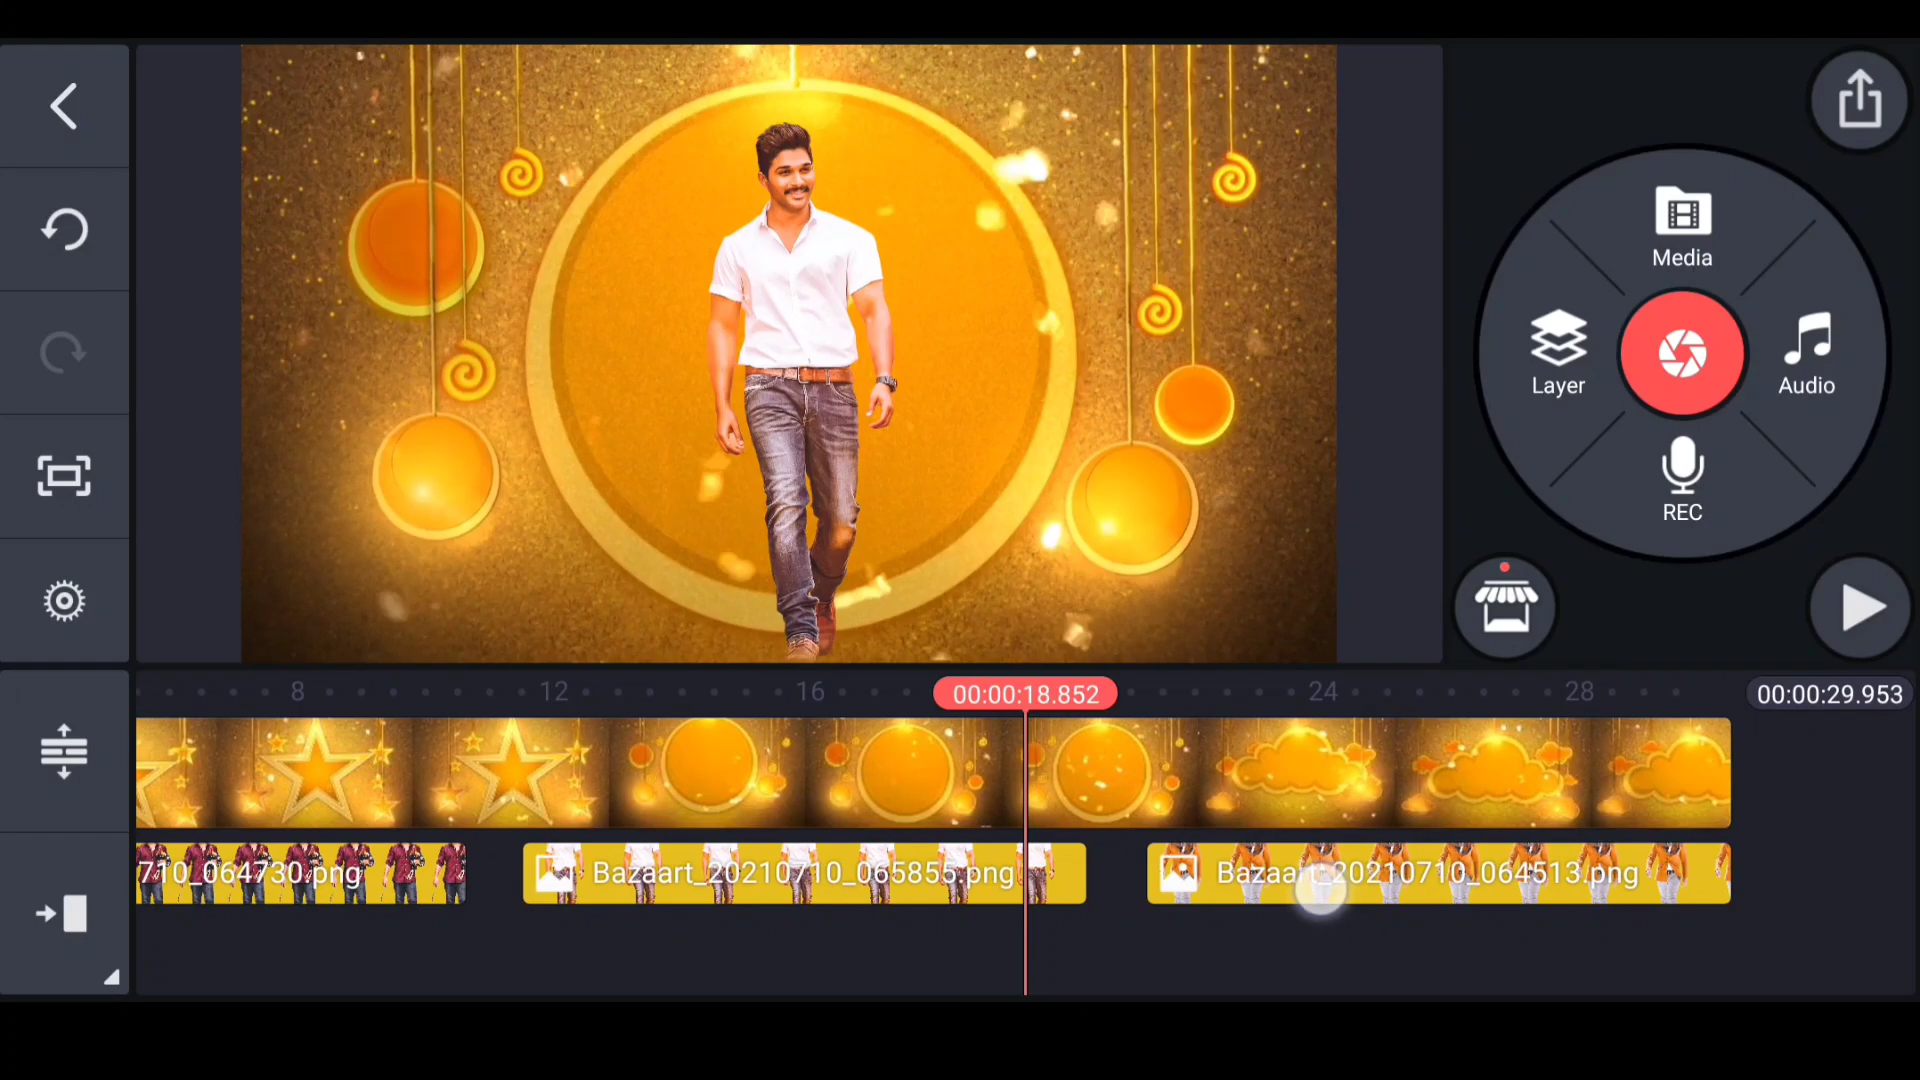 Media
Layer
Audio
REC
8
12
16
00:00:18.852
24
28
00:00:29.953
710_064730.png
Bazaart_20210710_065855.png
Bazaart_20210710_064513.png